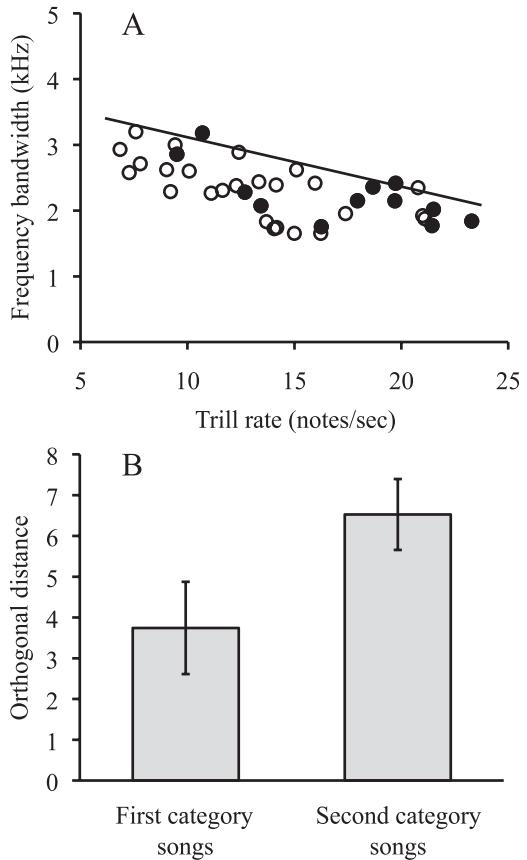 A
Frequency bandwidth (kHz)
5
4
3
2
1
0
5 10 15 20 25
Trill rate (notes/sec)
B
Orthogonal distance
8
7
6
5
4
3
2
1
0
First category songs
Second category songs